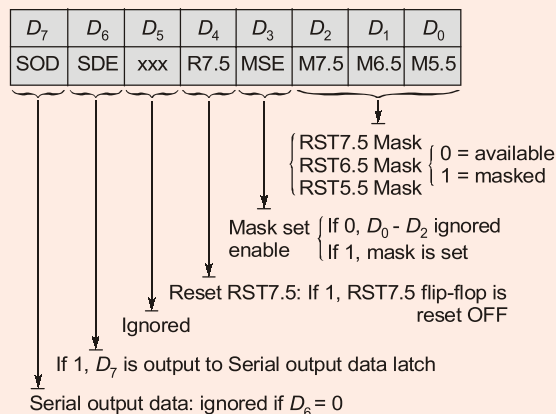 D7 D6 D5 D4 D3 D2 D1 D0
SOD SDE xxx R7.5 MSE M7.5 M6.5 M5.5
RST7.5 Mask
RST6.5 Mask
RST5.5 Mask
0 = available
1 = masked
Mask set
enable
If 0, D0 - D2 ignored
If 1, mask is set
Reset RST7.5: If 1, RST7.5 flip-flop is
reset OFF
Ignored
If 1, D7 is output to Serial output data latch
Serial output data: ignored if D6 = 0